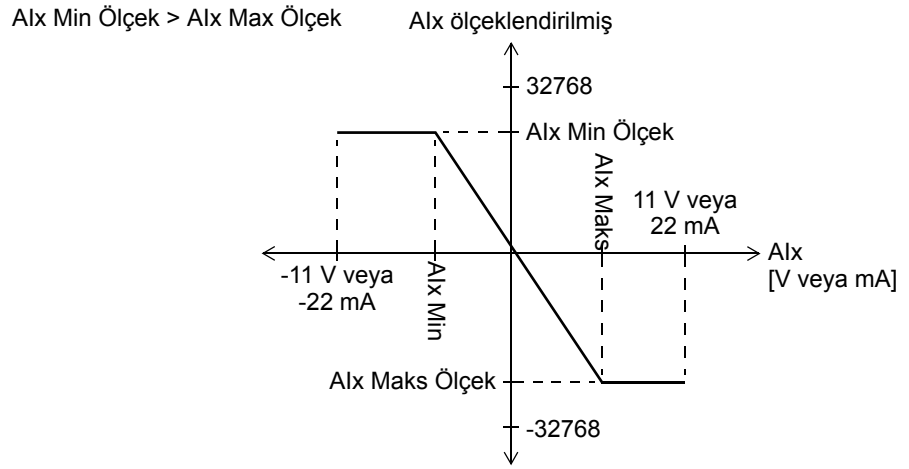 AIx Min Ölçek > AIx Max Ölçek
AIx ölçeklendirilmiş
32768
AIx Min Ölçek
AIx Maks
11 V veya
22 mA
AIx
[V veya mA]
-11 V veya
-22 mA
AIx Min
AIx Maks Ölçek
-32768